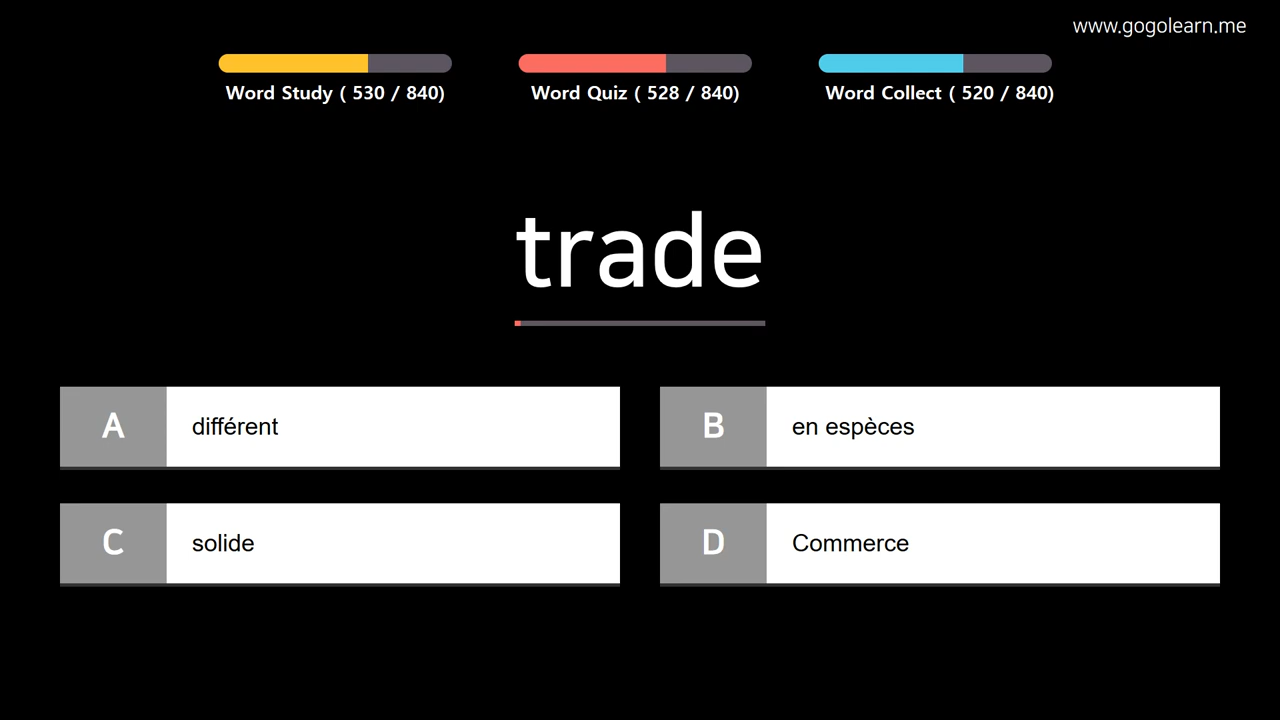 www.gogolearn.me
Word Study ( 530 / 840)
Word Quiz ( 528 / 840)
Word Collect ( 520 / 840)
trade
A différent
B en espèces
C solide
D Commerce